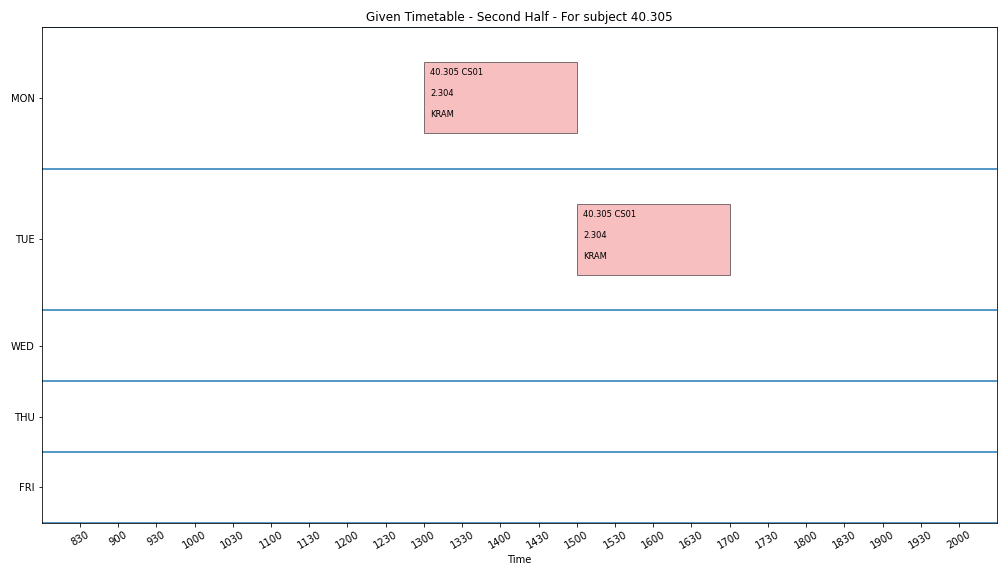 Given Timetable - Second Half - For subject 40.305
MON
40.305 CS01
2.304
KRAM
TUE
40.305 CS01
2.304
KRAM
WED
THU
FRI
830 900 930 1000 1030 1100 1130 1200 1230 1300 1330 1400 1430 1500 1530 1600 1630 1700 1730 1800 1830 1900 1930 2000
Time